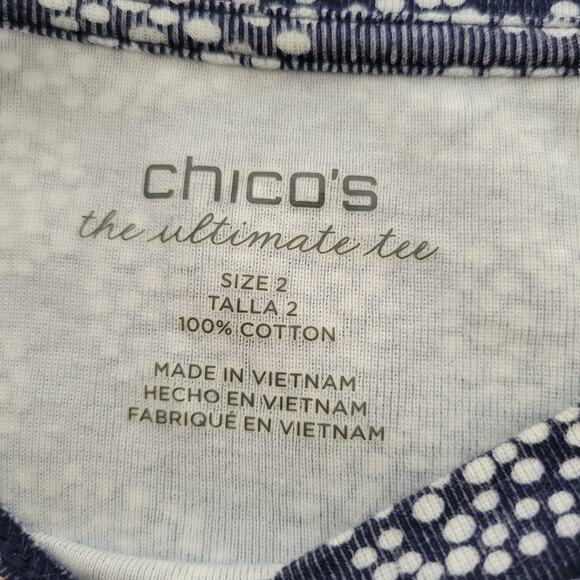 chico's
the ultimate tee
SIZE 2
TALLA 2
100% COTTON
MADE IN VIETNAM
HECHO EN VIETNAM
FABRIQUÉ EN VIETNAM